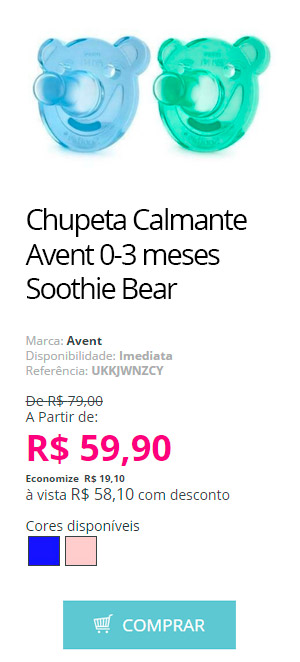 Chupeta Calmante
Avent 0-3 meses
Soothie Bear
Marca: Avent
Disponibilidade: Imediata
Referência: UKKJWNZCY
De R$ 79,00
A Partir de:
R$ 59,90
Economize R$ 19,10
à vista R$ 58,10 com desconto
Cores disponíveis
COMPRAR